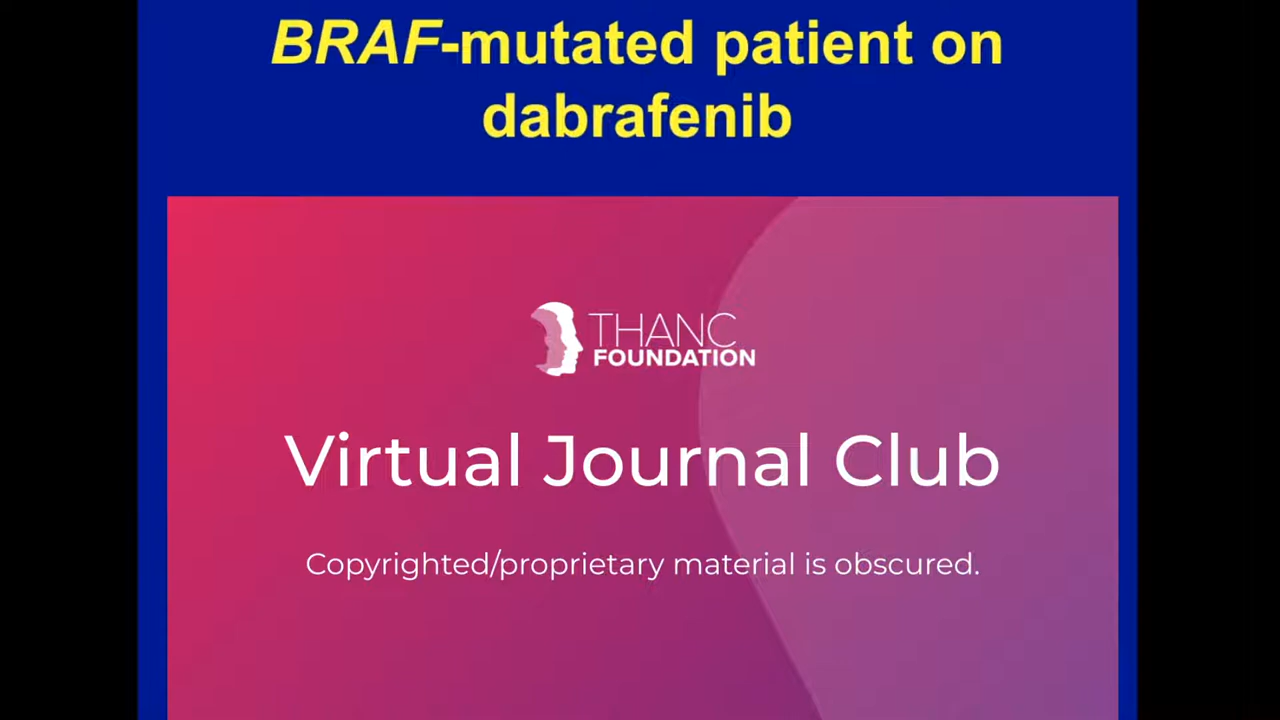 BRAF-mutated patient on
dabrafenib
THANC
FOUNDATION
Virtual Journal Club
Copyrighted/proprietary material is obscured.